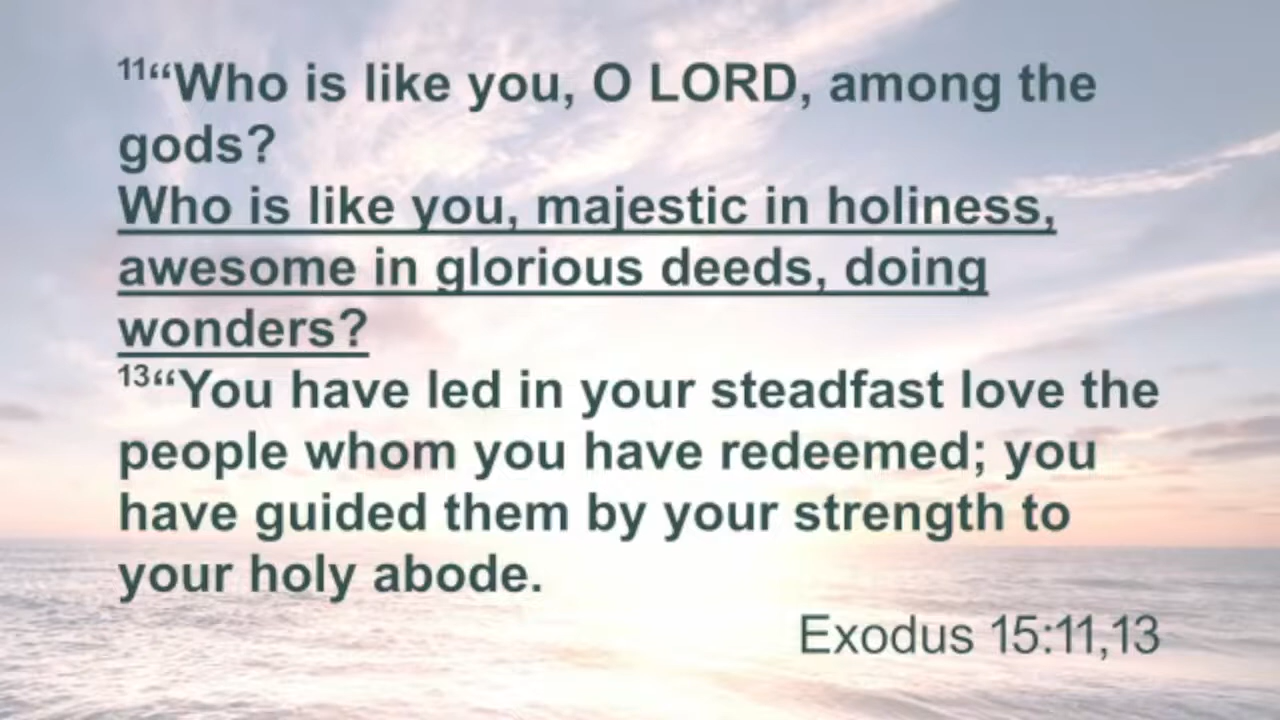 ¹¹“Who is like you, O LORD, among the
gods?
Who is like you, majestic in holiness,
awesome in glorious deeds, doing
wonders?
¹³“You have led in your steadfast love the
people whom you have redeemed; you
have guided them by your strength to
your holy abode.
Exodus 15:11,13